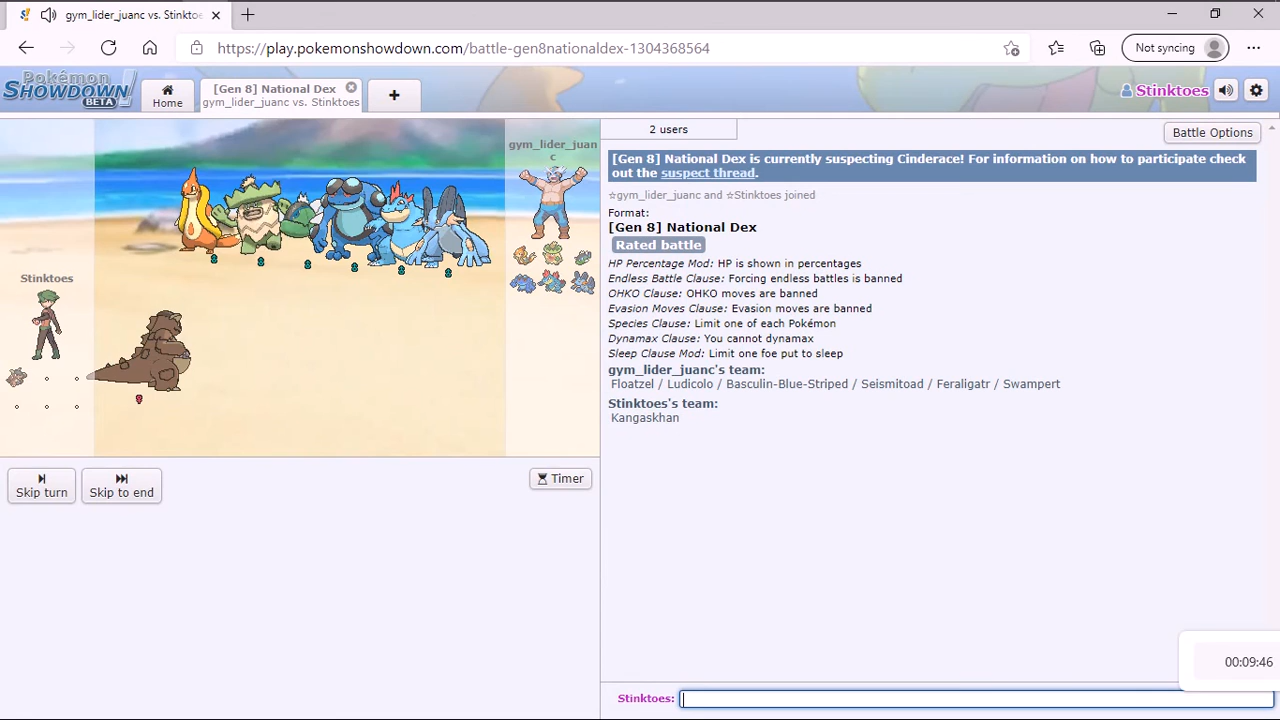 gym_lider_juanc vs. Stinktoe
https://play.pokemonshowdown.com/battle-gen8nationaldex-1304368564
Not syncing
Pokémon
SHOWDOWN!
BETA
Home
[Gen 8] National Dex
gym_lider_juanc vs. Stinktoes
Stinktoes
2 users
Battle Options
gym_lider_juan
c
Stinktoes
Skip turn
Skip to end
Timer
[Gen 8] National Dex is currently suspecting Cinderace! For information on how to participate check
out the suspect thread.
☆gym_lider_juanc and ☆Stinktoes joined
Format:
[Gen 8] National Dex
Rated battle
HP Percentage Mod: HP is shown in percentages
Endless Battle Clause: Forcing endless battles is banned
OHKO Clause: OHKO moves are banned
Evasion Moves Clause: Evasion moves are banned
Species Clause: Limit one of each Pokémon
Dynamax Clause: You cannot dynamax
Sleep Clause Mod: Limit one foe put to sleep
gym_lider_juanc's team:
Floatzel / Ludicolo / Basculin-Blue-Striped / Seismitoad / Feraligatr / Swampert
Stinktoes's team:
Kangaskhan
00:09:46
Stinktoes: